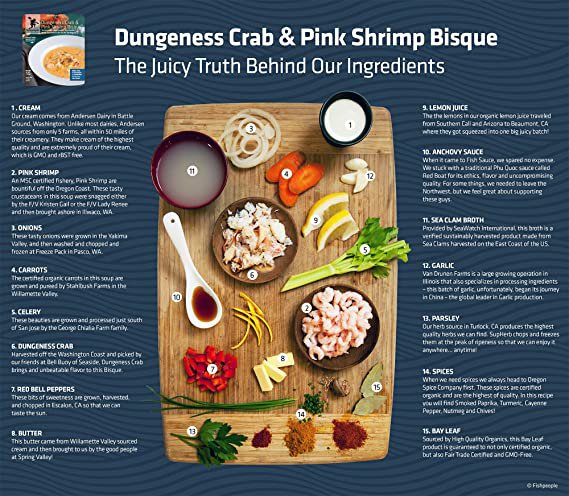 Dungeness Crab &
Pink Shrimp Bisque
Dungeness Crab & Pink Shrimp Bisque
The Juicy Truth Behind Our Ingredients
1 . CREAM
Our cream comes from Andersen Dairy in Battle
Ground, Washington. Unlike most dairies, Andersen
sources from only 5 farms, all within 50 miles of
their creamery. They make cream of the highest
quality and are extremely proud of their cream,
which is GMO and rBST free.
2. PINK SHRIMP
An MSC certified fishery, Pink Shrimp are
bountiful off the Oregon Coast. These tasty
crustaceans in this soup were snagged either
by the F/V Kristen Gail or the F/V Lady Renee
and then brought ashore in Ilwaco, WA.
3. ONIONS
These tasty onions were grown in the Yakima
Valley, and then washed and chopped and
frozen at Freeze Pack in Pasco, WA.
4. CARROTS
The certified organic carrots in this soup are
grown and pureed by Stahlbush Farms in the
Willamette Valley.
5. CELERY
These beauties are grown and processed just south
of San Jose by the George Chiala Farm family.
6. DUNGENESS CRAB
Harvested off the Washington Coast and picked by
our friends at Bell Buoy of Seaside, Dungeness Crab
brings and unbeatable flavor to this Bisque.
7. RED BELL PEPPERS
These bits of sweetness are grown, harvested,
and chopped in Escalon, CA so that we can
taste the sun.
8. BUTTER
This butter came from Willamette Valley sourced
cream and then brought to us by the good people
at Spring Valley!
3
1
11
4
12
9
5
6
10
2
8
7
15
14
13
9. LEMON JUICE
The the lemons in our organic lemon juice traveled
from Southern Cali and Arizona to Beaumont, CA
where they got squeezed into one big juicy batch!
10. ANCHOVY SAUCE
When it came to Fish Sauce, we spared no expense.
We stuck with a traditional Phu Quoc sauce called
Red Boat for its ethics, flavor and uncompromising
quality. For some things, we needed to leave the
Northwest, but we feel great about supporting
these guys.
11. SEA CLAM BROTH
Provided by SeaWatch International, this broth is a
verified sustainably harvested product made from
Sea Clams harvested on the East Coast of the US.
12. GARLIC
Van Drunan Farms is a large growing operation in
Illinois that also specializes in processing ingredients
- this batch of garlic, unfortunately, began its journey
in China - the global leader in Garlic production.
13. PARSLEY
Our herb source in Turlock, CA produces the highest
quality herbs we can find. SupHerb chops and freezes
them at the peak of ripeness so that we can enjoy it
anywhere... anytime!
14. SPICES
When we need spices we always head to Oregon
Spice Company first. These spices are certified
organic and are the highest of quality. In this recipe
you will find Smoked Paprika, Turmeric, Cayenne
Pepper, Nutmeg and Chives!
15. BAY LEAF
Sourced by High Quality Organics, this Bay Leaf
product is guaranteed to not only certified organic,
but also Fair Trade Certified and GMO-Free.
© Fishpeople